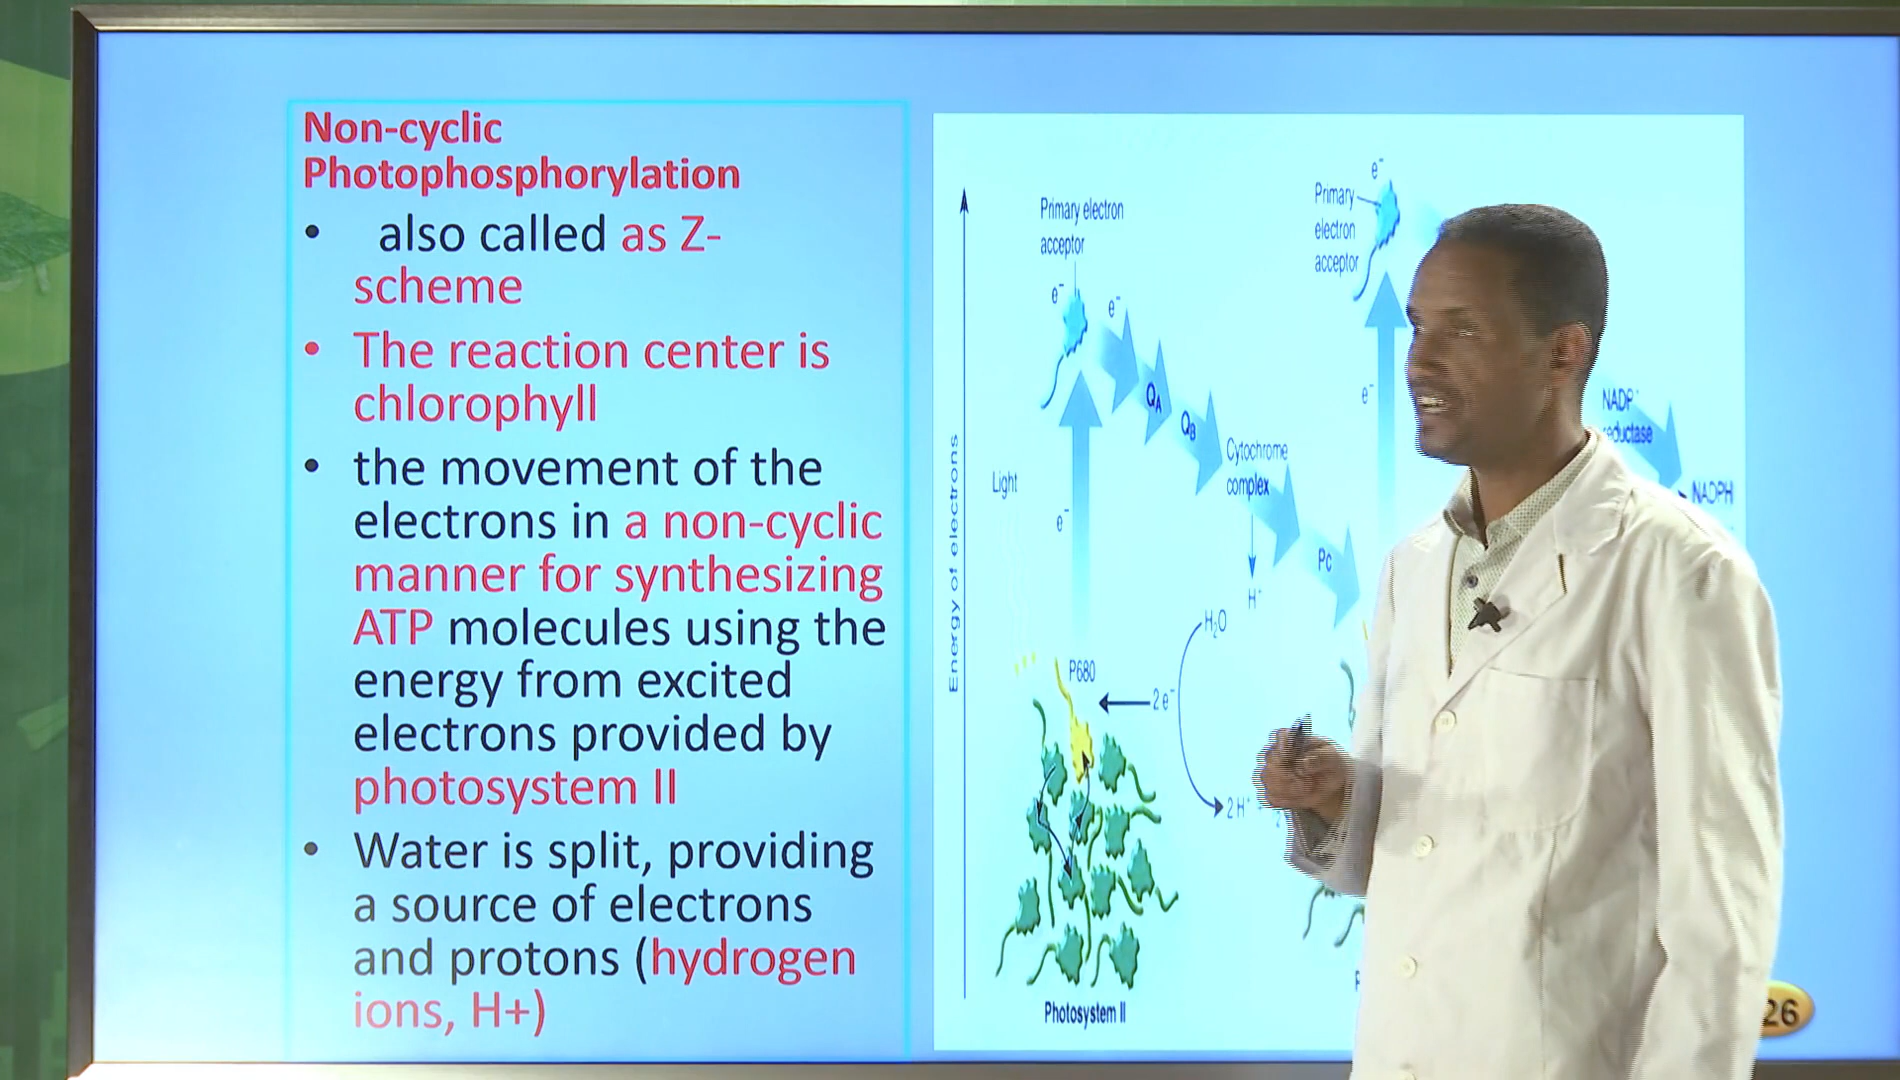 Non-cyclic
Photophosphorylation
• also called as Z-
scheme
• The reaction center is
chlorophyll
• the movement of the
electrons in a non-cyclic
manner for synthesizing
ATP molecules using the
energy from excited
electrons provided by
photosystem II
• Water is split, providing
a source of electrons
and protons (hydrogen
ions, H+)
Energy of electrons
Primary electron
acceptor
e⁻
e⁻
Q_A
Q_B
Cytochrome
complex
H⁺
Pc
Light
e⁻
H₂O
P680
2 e⁻
2 H⁺
Photosystem II
e⁻
Primary
electron
acceptor
e⁻
NADP⁺
reductase
NADPH
26